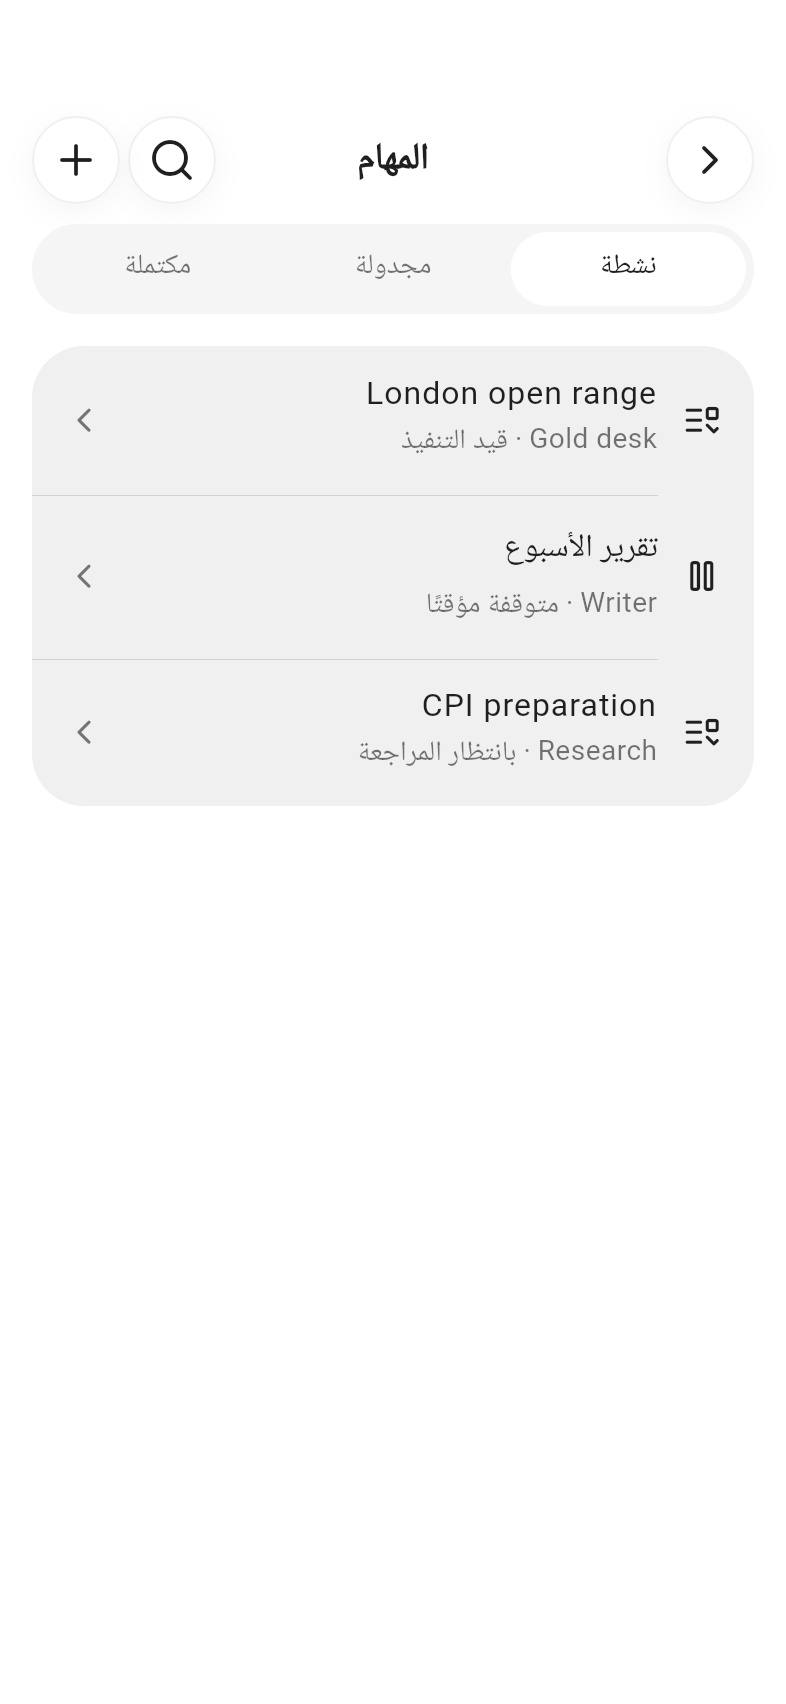 المهام
نشطة
مجدولة
مكتملة
London open range
Gold desk · قيد التنفيذ
تقرير الأسبوع
Writer · متوقفة مؤقتًا
CPI preparation
Research · بانتظار المراجعة